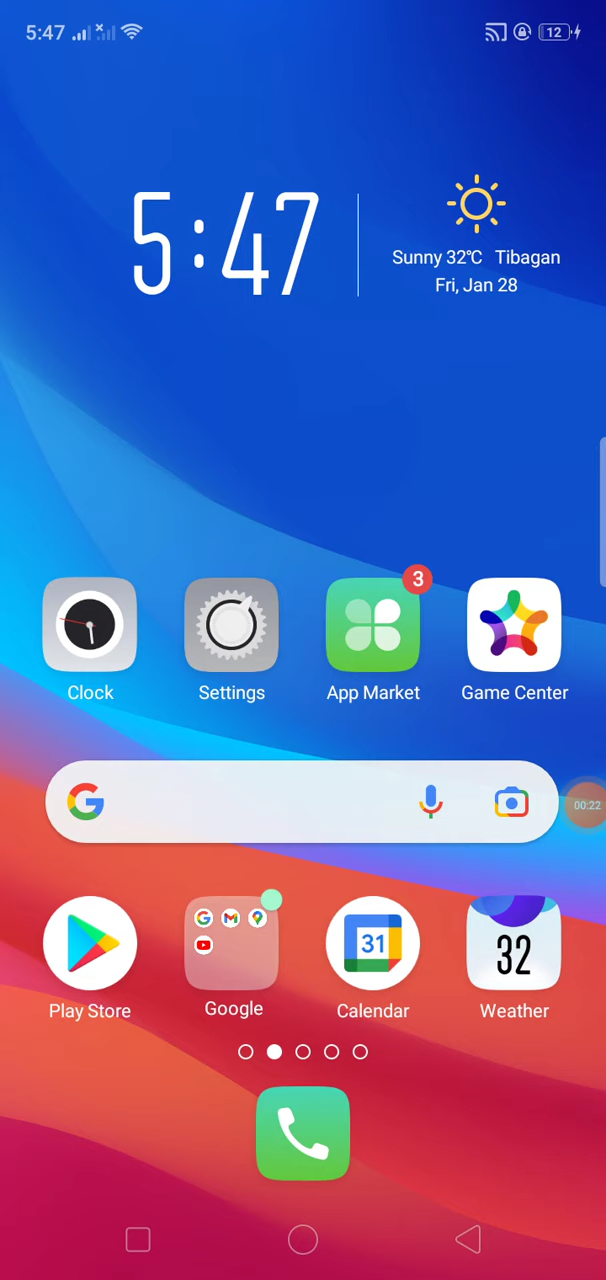 5:47
12
5:47
Sunny 32℃ Tibagan
Fri, Jan 28
3
Clock
Settings
App Market
Game Center
G
00:22
31
32
Play Store
Google
Calendar
Weather